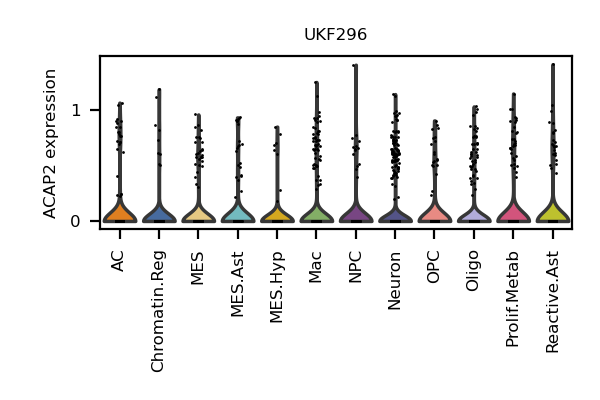 UKF296
ACAP2 expression
1
0
AC
Chromatin.Reg
MES
MES.Ast
MES.Hyp
Mac
NPC
Neuron
OPC
Oligo
Prolif.Metab
Reactive.Ast